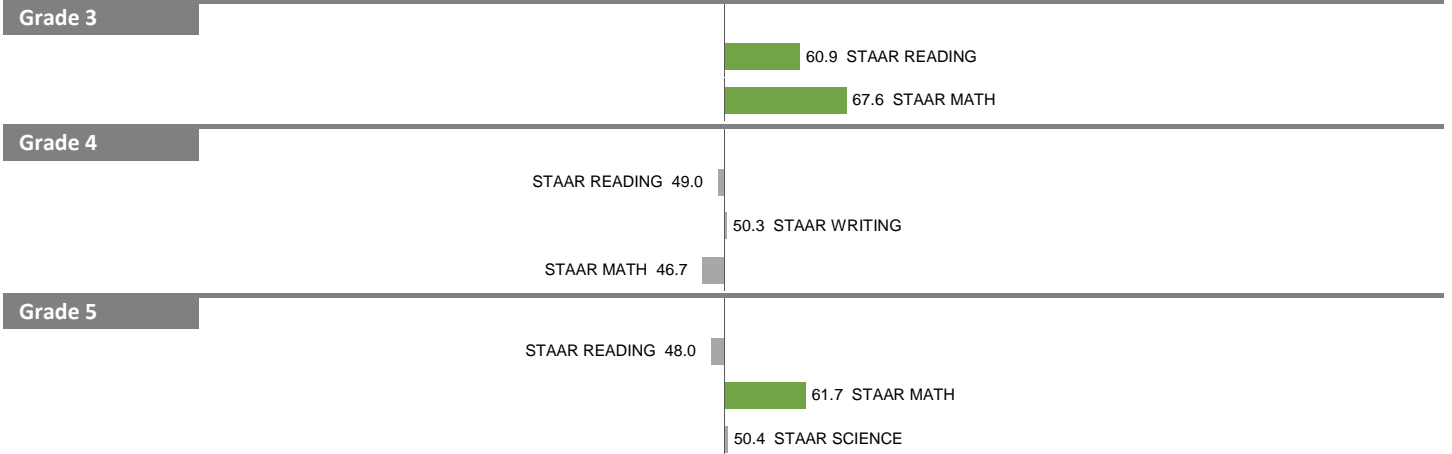 Grade 3
60.9 STAAR READING
67.6 STAAR MATH
Grade 4
STAAR READING 49.0
50.3 STAAR WRITING
STAAR MATH 46.7
Grade 5
STAAR READING 48.0
61.7 STAAR MATH
50.4 STAAR SCIENCE